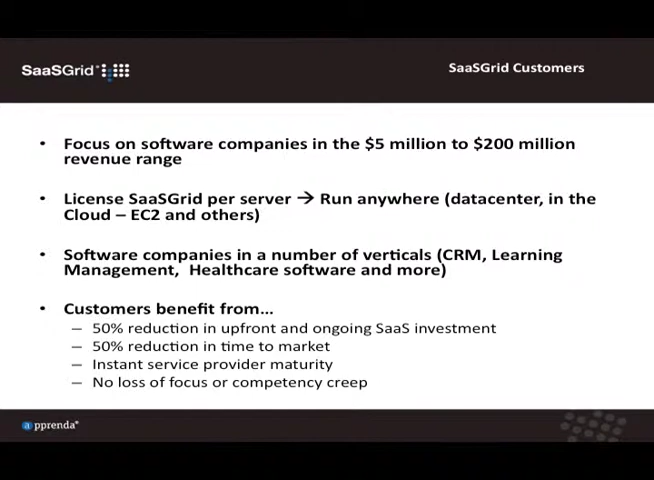 SaaSGrid
SaaSGrid Customers
• Focus on software companies in the $5 million to $200 million
revenue range
• License SaaSGrid per server → Run anywhere (datacenter, in the
Cloud – EC2 and others)
• Software companies in a number of verticals (CRM, Learning
Management,  Healthcare software and more)
• Customers benefit from…
– 50% reduction in upfront and ongoing SaaS investment
– 50% reduction in time to market
– Instant service provider maturity
– No loss of focus or competency creep
apprenda®